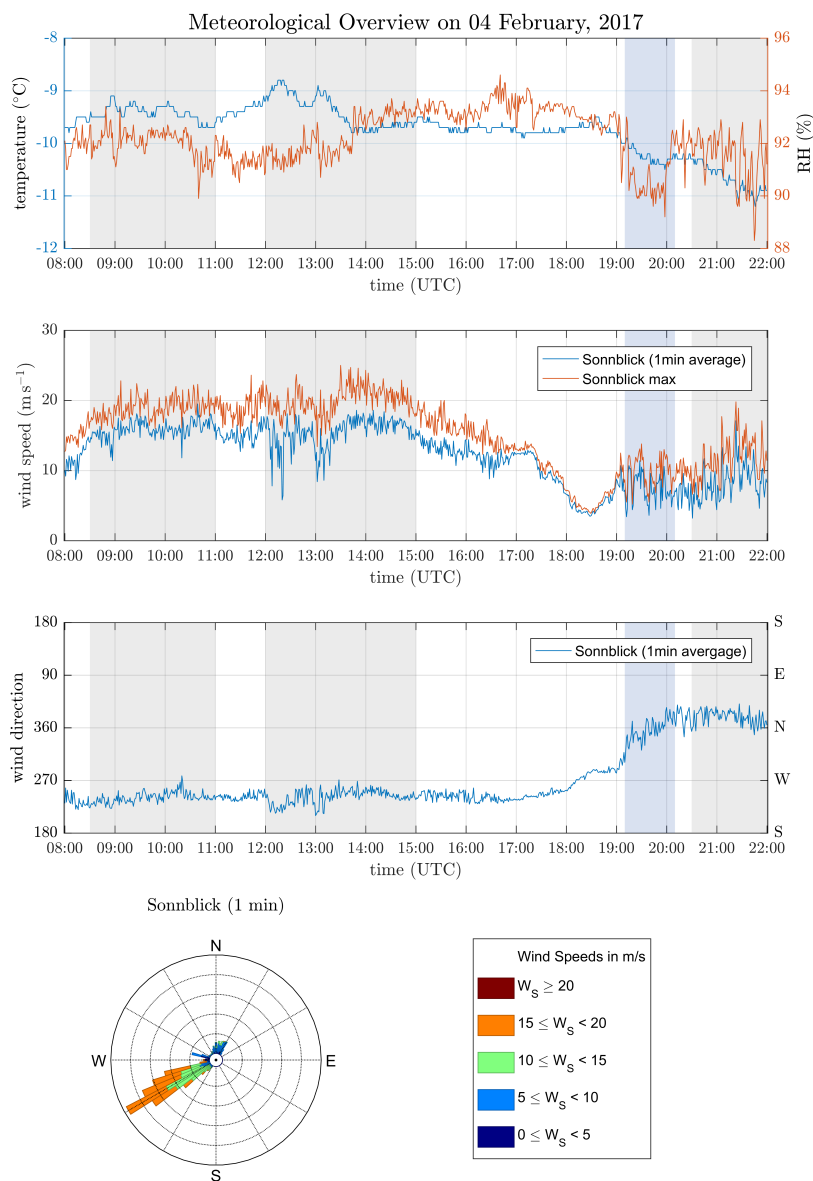 Meteorological Overview on 04 February, 2017
-8
-9
-10
-11
-12
temperature (°C)
96
94
92
90
88
RH (%)
08:00 09:00 10:00 11:00 12:00 13:00 14:00 15:00 16:00 17:00 18:00 19:00 20:00 21:00 22:00
time (UTC)
30
20
10
0
wind speed (m s⁻¹)
Sonnblick (1min average)
Sonnblick max
08:00 09:00 10:00 11:00 12:00 13:00 14:00 15:00 16:00 17:00 18:00 19:00 20:00 21:00 22:00
time (UTC)
180
90
360
270
180
wind direction
Sonnblick (1min avergage)
S
E
N
W
S
08:00 09:00 10:00 11:00 12:00 13:00 14:00 15:00 16:00 17:00 18:00 19:00 20:00 21:00 22:00
time (UTC)
Sonnblick (1 min)
N
W
E
S
Wind Speeds in m/s
W_S ≥ 20
15 ≤ W_S < 20
10 ≤ W_S < 15
5 ≤ W_S < 10
0 ≤ W_S < 5